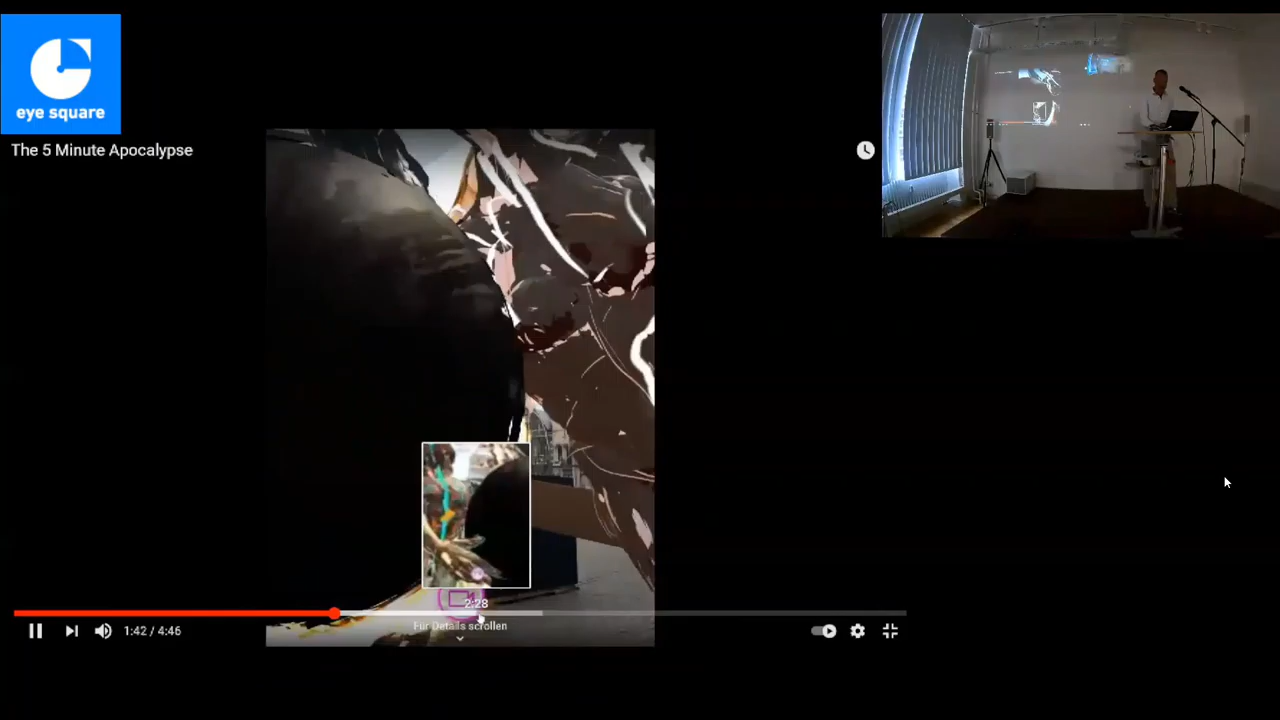 eye square
The 5 Minute Apocalypse
2:28
1:42 / 4:46
Für Details scrollen